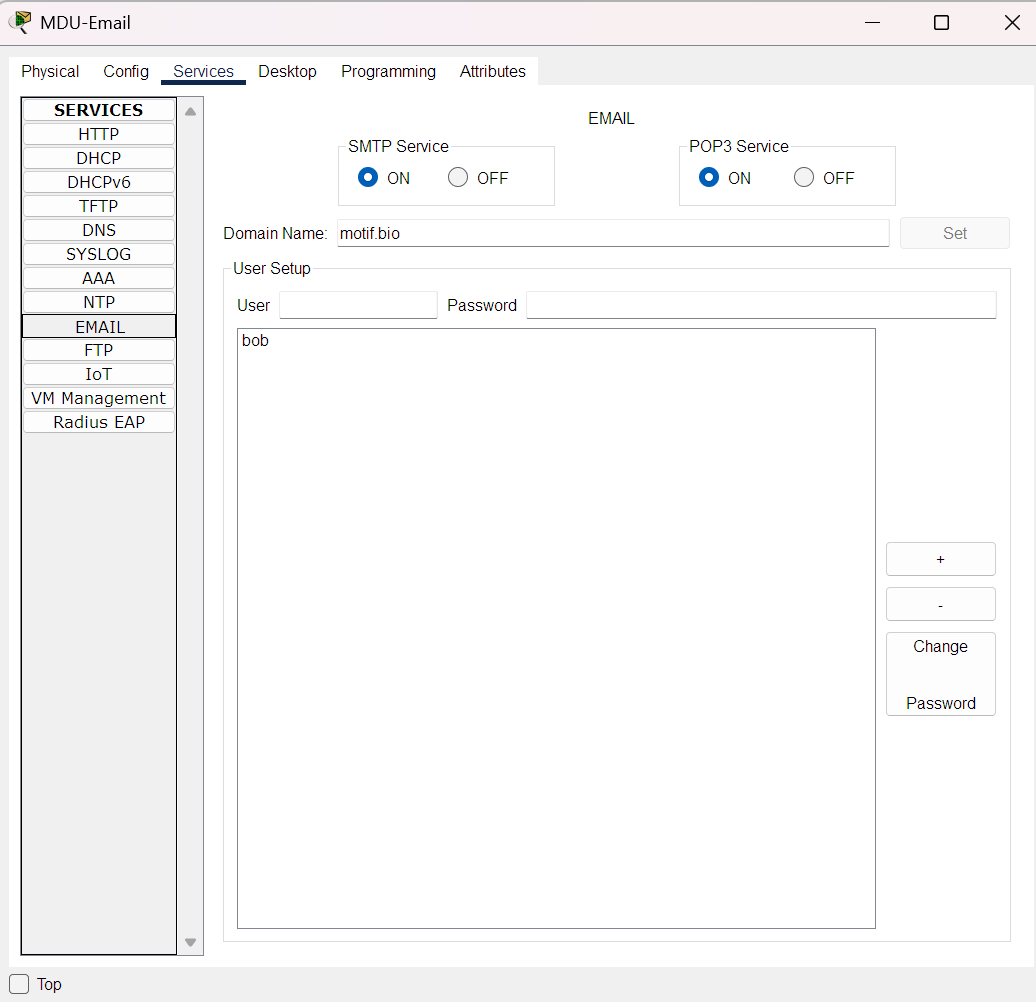 MDU-Email
Physical Config Services Desktop Programming Attributes
SERVICES
HTTP
DHCP
DHCPv6
TFTP
DNS
SYSLOG
AAA
NTP
EMAIL
FTP
IoT
VM Management
Radius EAP
EMAIL
SMTP Service
ON OFF
POP3 Service
ON OFF
Domain Name: motif.bio Set
User Setup
User Password
bob
+
-
Change
Password
Top